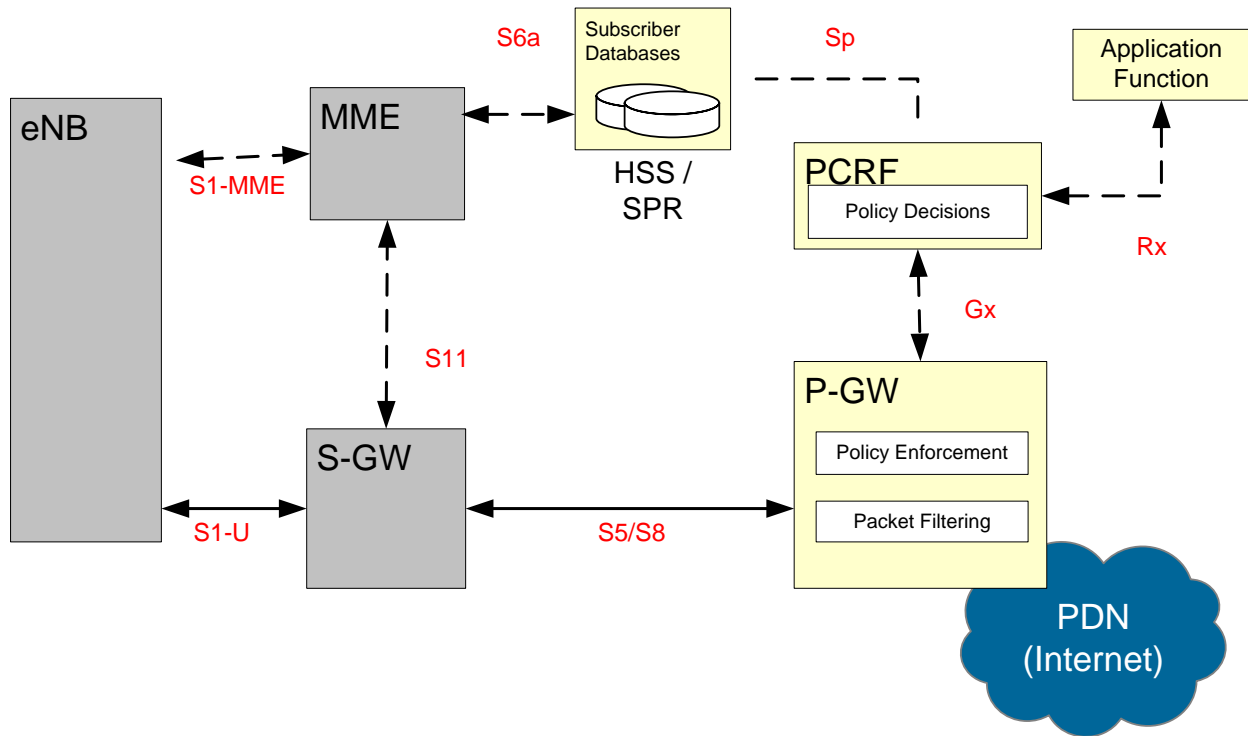 S6a
Subscriber
Databases
Sp
Application
Function
eNB
MME
S1-MME
HSS /
SPR
PCRF
Policy Decisions
Rx
Gx
S11
P-GW
Policy Enforcement
Packet Filtering
S-GW
S1-U
S5/S8
PDN
(Internet)